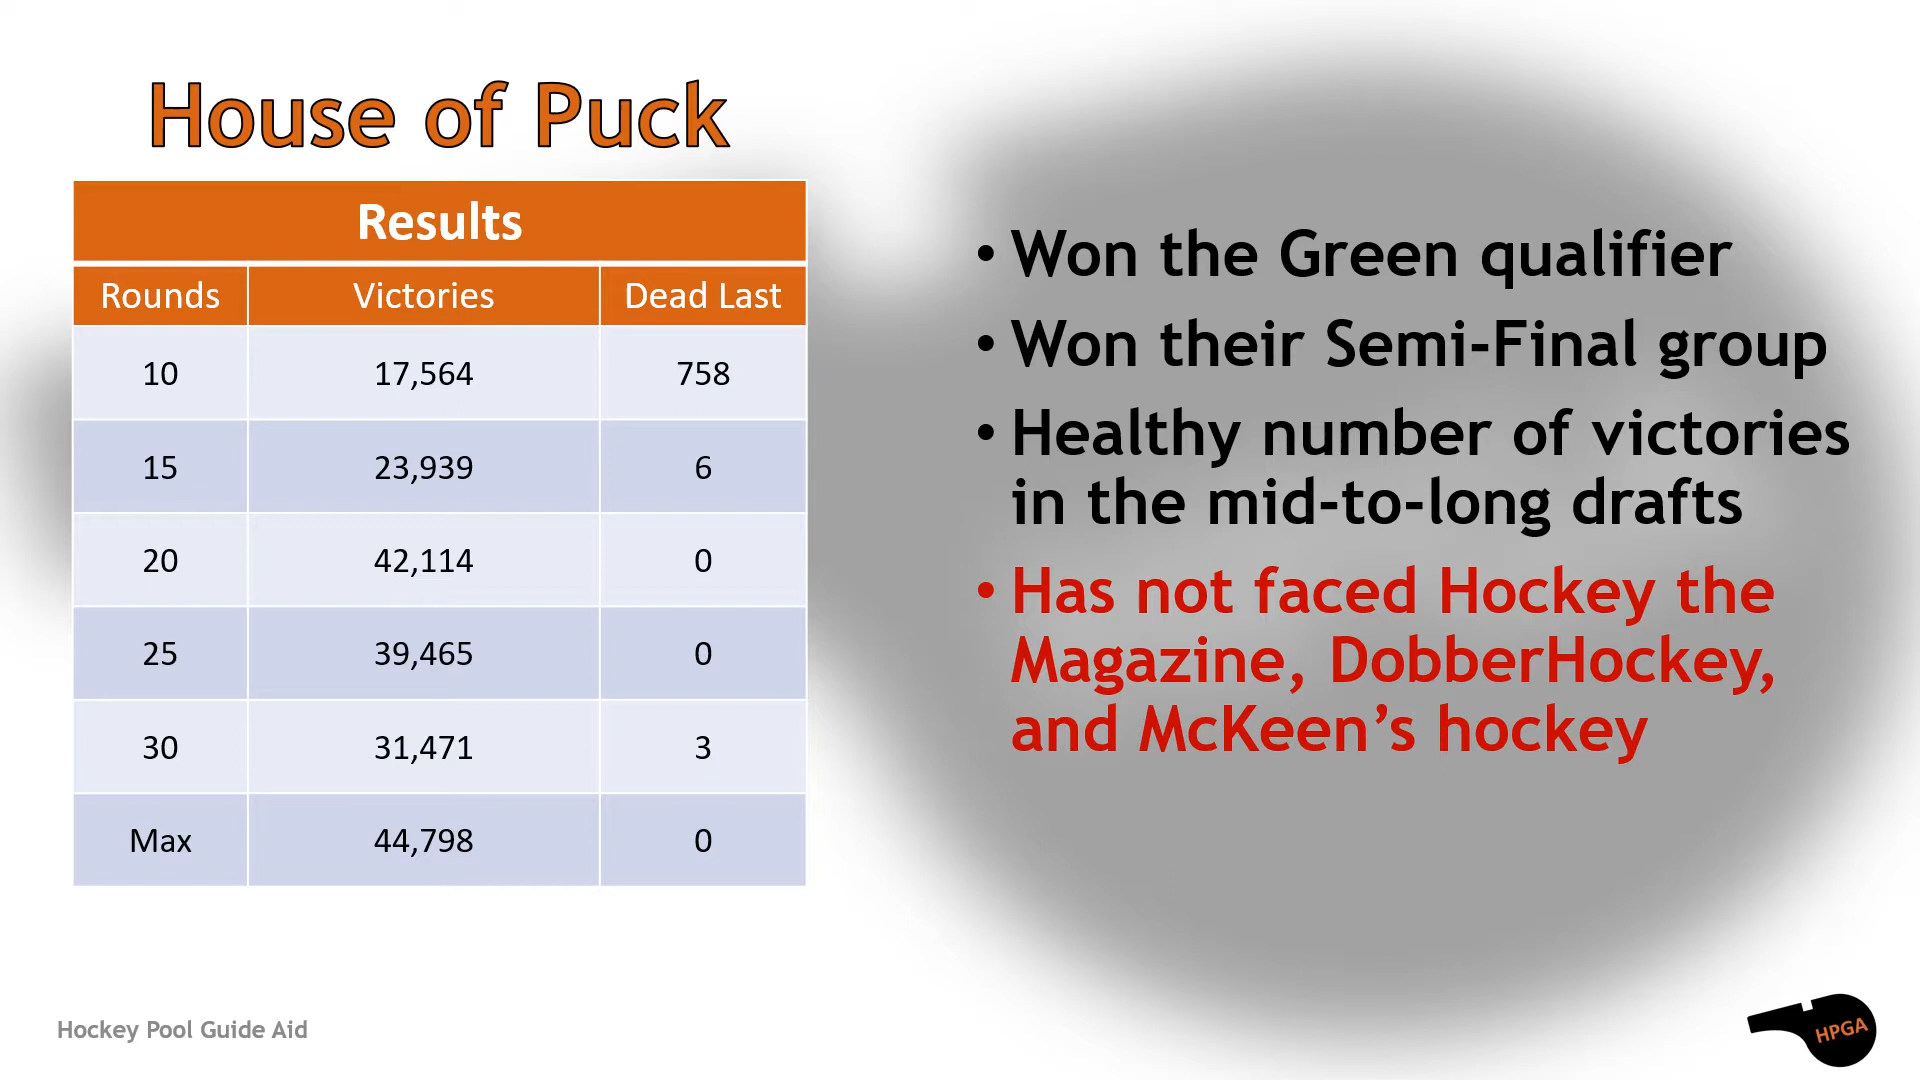 House of Puck
Results
Rounds Victories Dead Last
10 17,564 758
15 23,939 6
20 42,114 0
25 39,465 0
30 31,471 3
Max 44,798 0
• Won the Green qualifier
• Won their Semi-Final group
• Healthy number of victories
in the mid-to-long drafts
• Has not faced Hockey the
Magazine, DobberHockey,
and McKeen’s hockey
Hockey Pool Guide Aid
HPGA